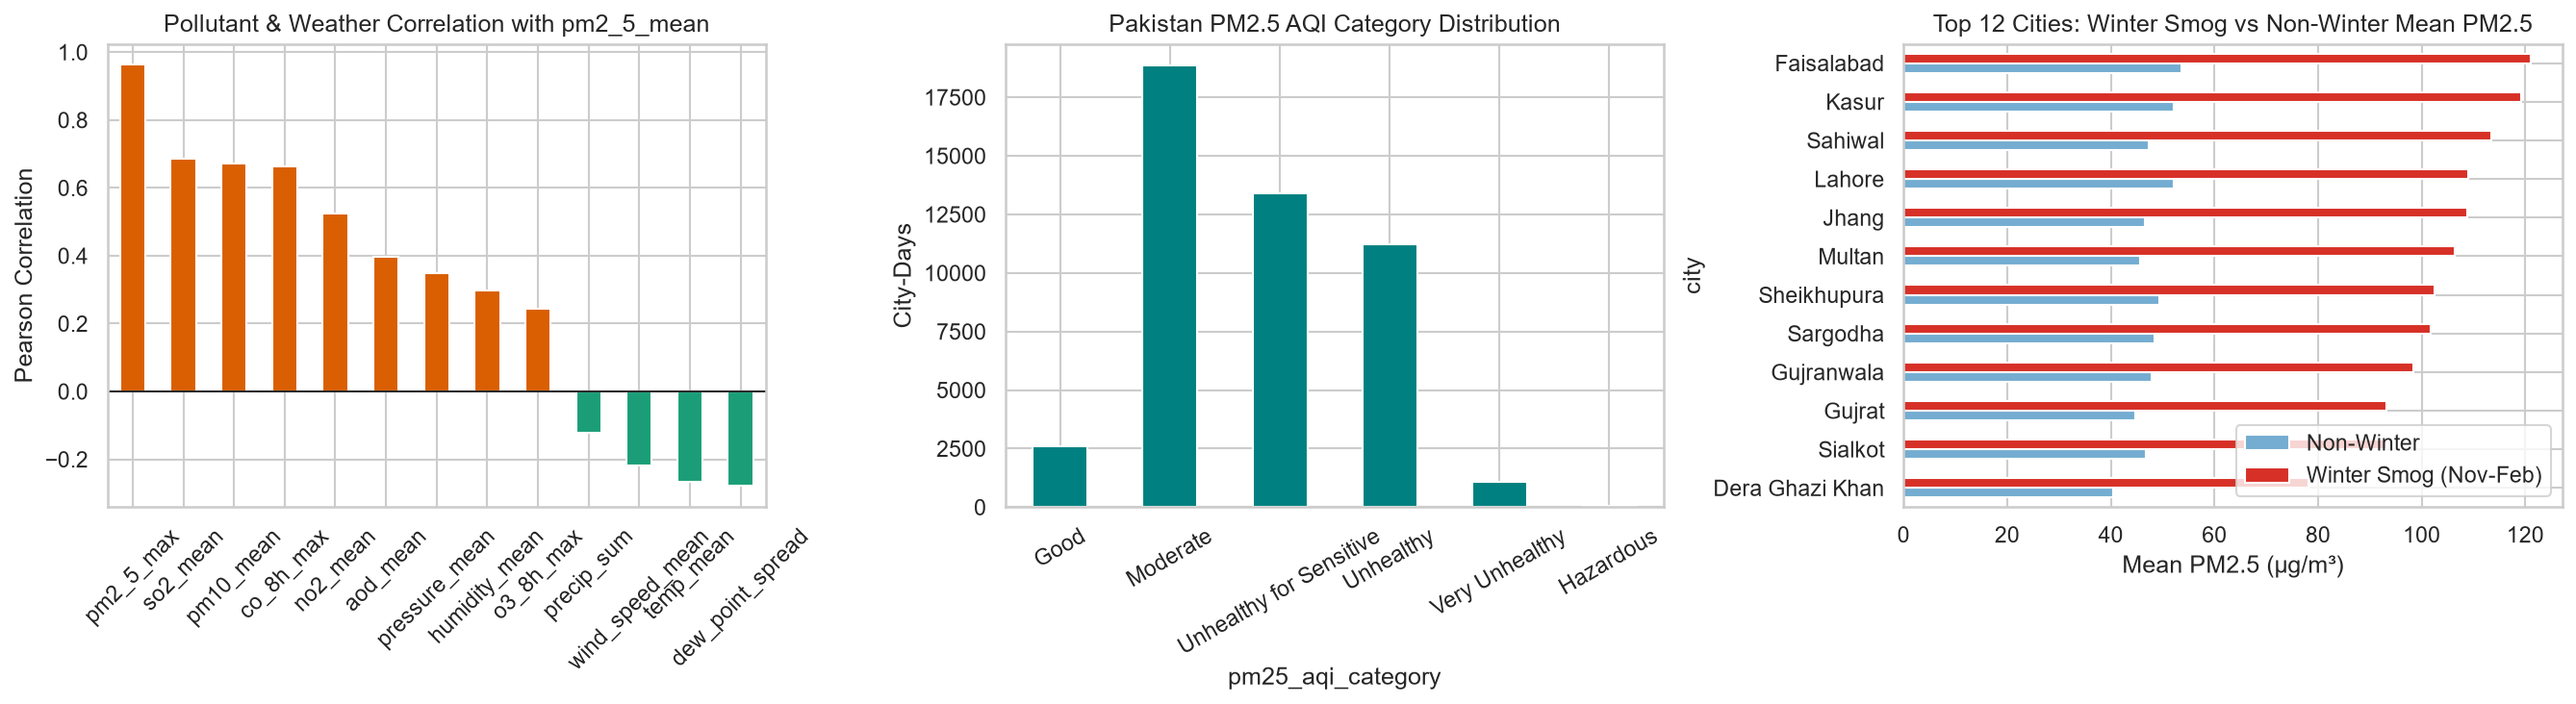 Pollutant & Weather Correlation with pm2_5_mean
Pearson Correlation
1.0
0.8
0.6
0.4
0.2
0.0
−0.2
pm2_5_max
so2_mean
pm10_mean
co_8h_max
no2_mean
aod_mean
pressure_mean
humidity_mean
o3_8h_max
precip_sum
wind_speed_mean
temp_mean
dew_point_spread
Pakistan PM2.5 AQI Category Distribution
City-Days
17500
15000
12500
10000
7500
5000
2500
0
Good
Moderate
Unhealthy for Sensitive
Unhealthy
Very Unhealthy
Hazardous
pm25_aqi_category
Top 12 Cities: Winter Smog vs Non-Winter Mean PM2.5
city
Faisalabad
Kasur
Sahiwal
Lahore
Jhang
Multan
Sheikhupura
Sargodha
Gujranwala
Gujrat
Sialkot
Dera Ghazi Khan
Non-Winter
Winter Smog (Nov-Feb)
0 20 40 60 80 100 120
Mean PM2.5 (µg/m³)